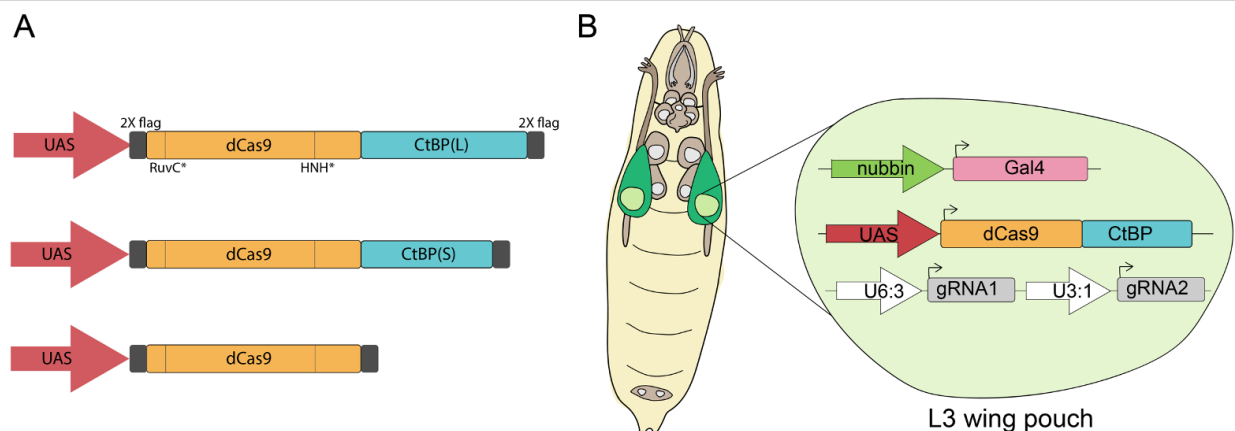 A
B
2X flag
2X flag
UAS
dCas9
CtBP(L)
RuvC*
HNH*
UAS
dCas9
CtBP(S)
UAS
dCas9
nubbin
Gal4
UAS
dCas9
CtBP
U6:3
gRNA1
U3:1
gRNA2
L3 wing pouch